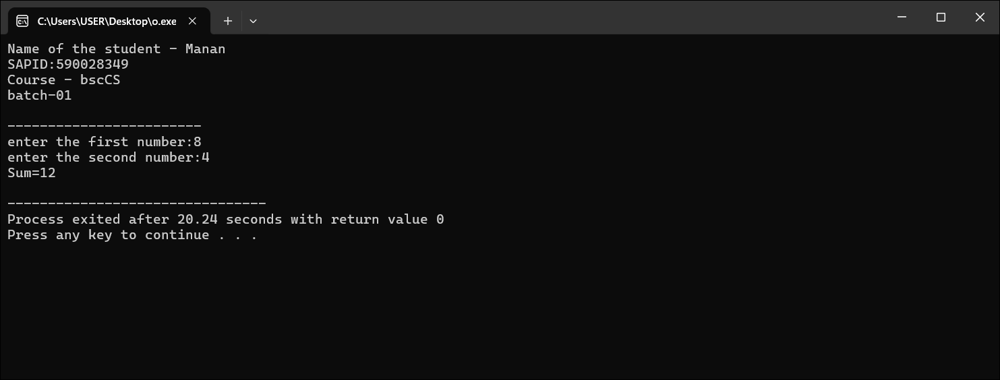 C:\Users\USER\Desktop\o.exe
Name of the student - Manan
SAPID:590028349
Course - bscCS
batch-01
------------------------
enter the first number:8
enter the second number:4
Sum=12
--------------------------------
Process exited after 20.24 seconds with return value 0
Press any key to continue . . .